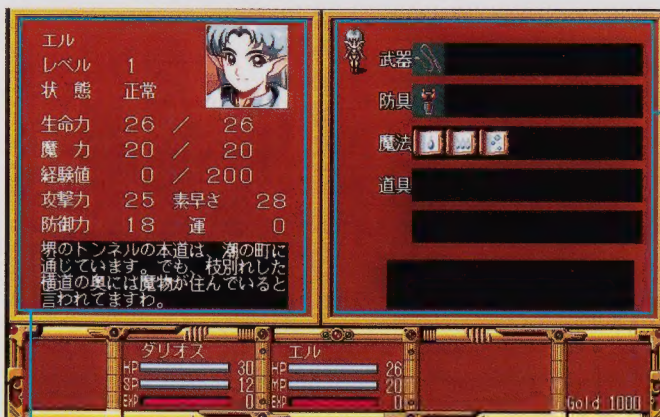 エル
レベル 1
状態 正常
生命力 26 / 26
魔力 20 / 20
経験値 0 / 200
攻撃力 25 素早さ 28
防御力 18 運 0
堺のトンネルの本道は、潮の町に
通じています。でも、枝別れした
横道の奥には魔物が住んでいると
言われてますわ。
武器
防具
魔法
道具
ダリオス
HP 30
SP 12
EXP 0
エル
HP 26
MP 20
EXP 0
Gold 1000